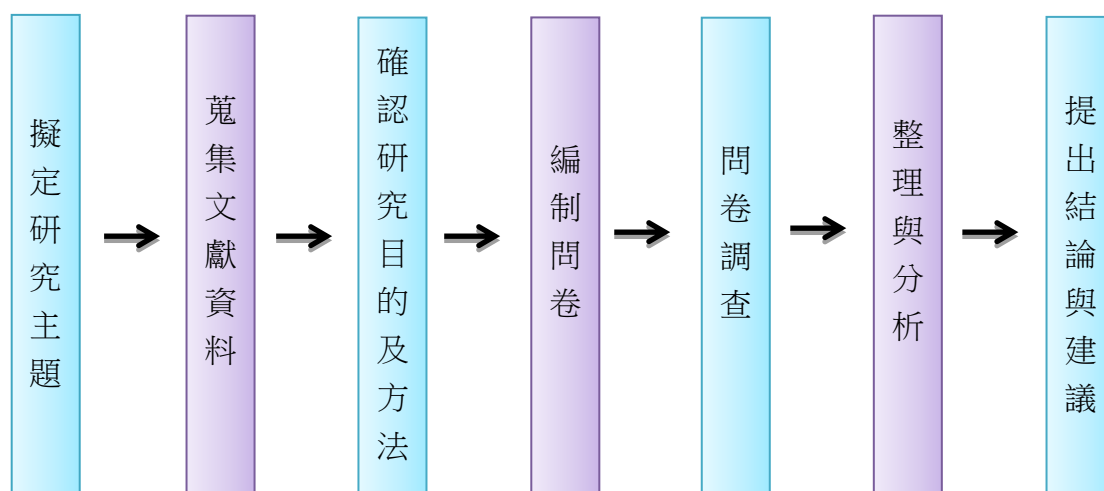 擬定研究主題
蒐集文獻資料
確認研究目的及方法
編制問卷
問卷調查
整理與分析
提出結論與建議